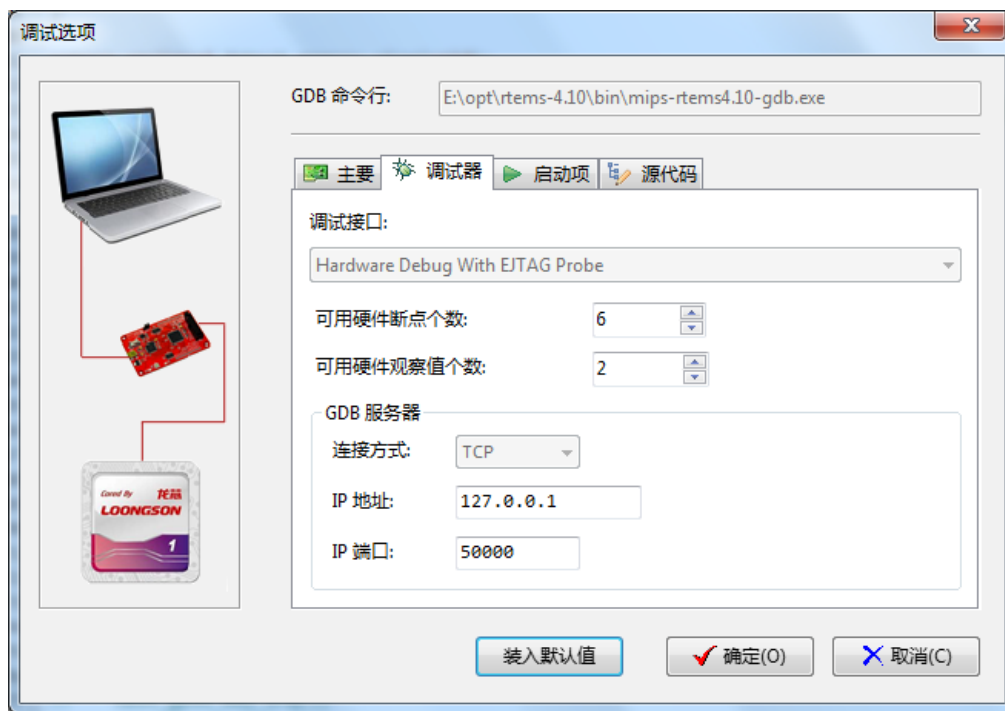 调试选项
GDB 命令行:
E:\opt\rtems-4.10\bin\mips-rtems4.10-gdb.exe
主要
调试器
启动项
源代码
调试接口:
Hardware Debug With EJTAG Probe
可用硬件断点个数:
6
可用硬件观察值个数:
2
GDB 服务器
连接方式:
TCP
IP 地址:
127.0.0.1
IP 端口:
50000
Cored By 龙芯
LOONGSON
1
装入默认值
确定(O)
取消(C)